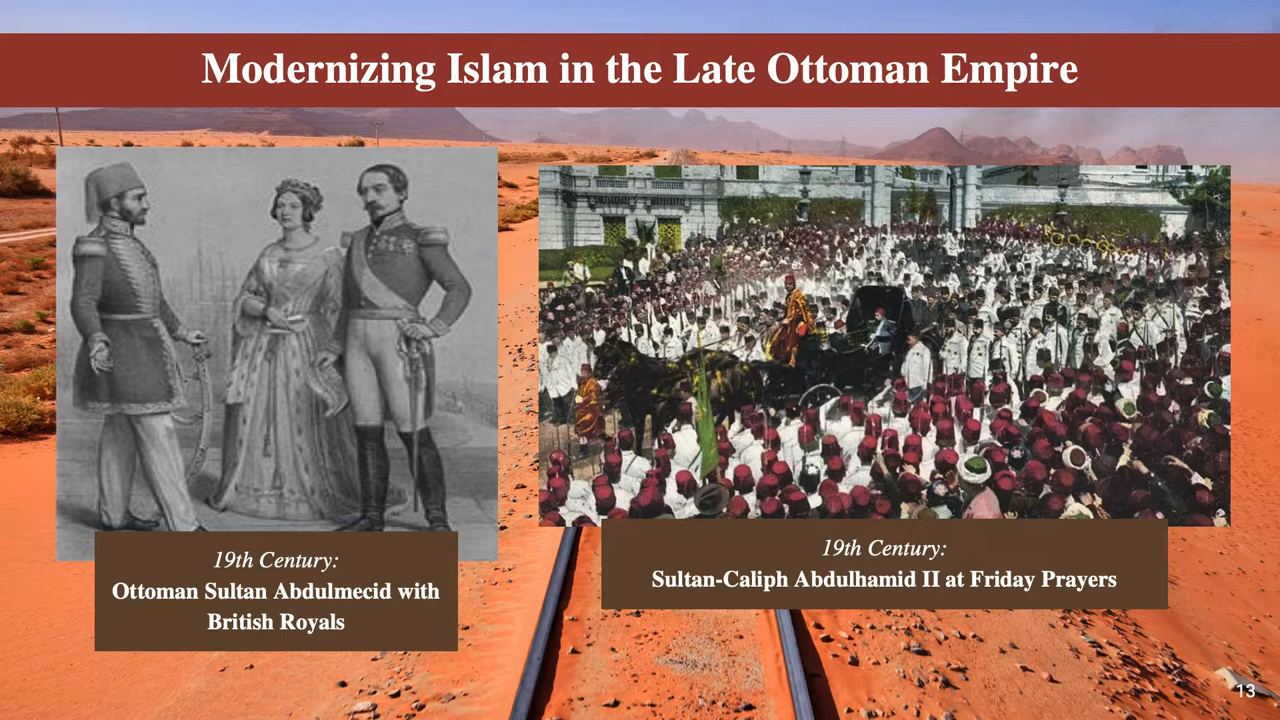 Modernizing Islam in the Late Ottoman Empire
19th Century:
Ottoman Sultan Abdulmecid with
British Royals
19th Century:
Sultan-Caliph Abdulhamid II at Friday Prayers
13